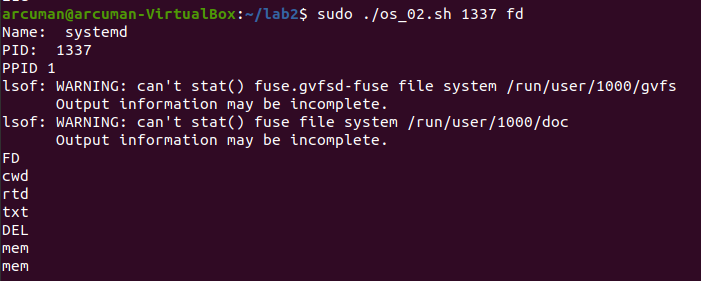 arcuman@arcuman-VirtualBox:~/lab2$ sudo ./os_02.sh 1337 fd
Name:  systemd
PID:  1337
PPID 1
lsof: WARNING: can't stat() fuse.gvfsd-fuse file system /run/user/1000/gvfs
      Output information may be incomplete.
lsof: WARNING: can't stat() fuse file system /run/user/1000/doc
      Output information may be incomplete.
FD
cwd
rtd
txt
DEL
mem
mem